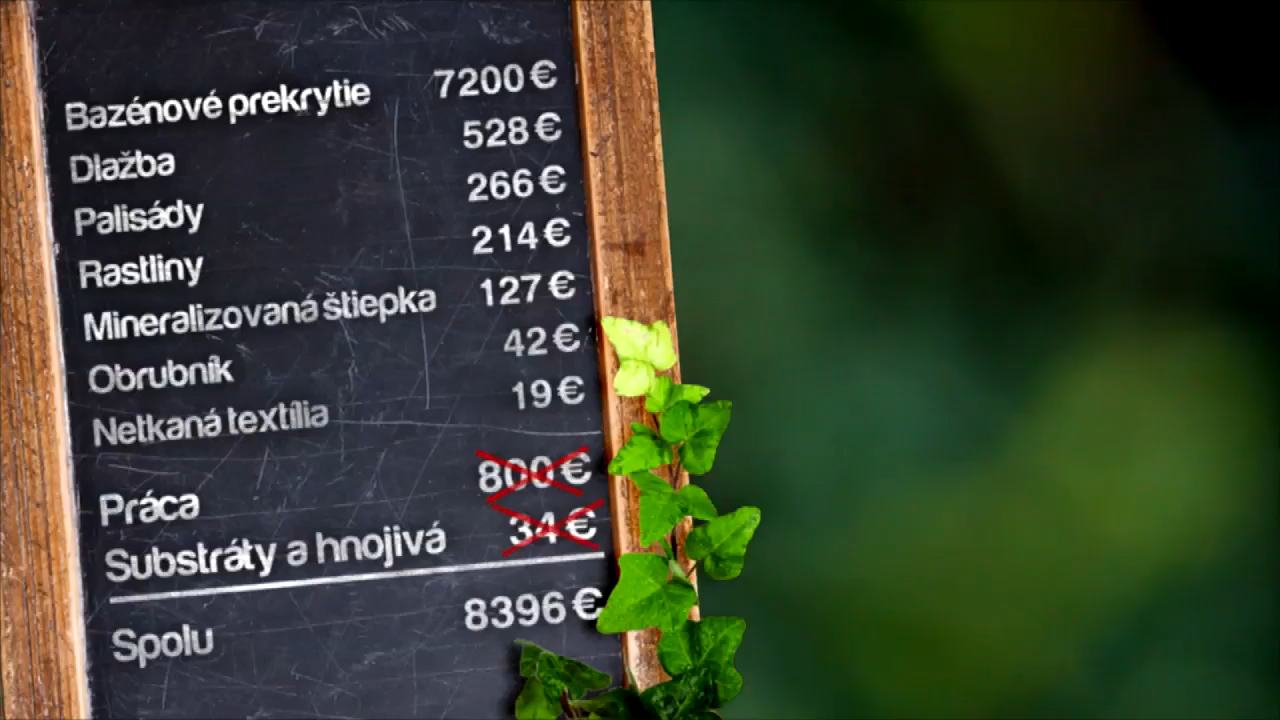 Bazénové prekrytie 7200 €
Dlažba 528 €
Palisády 266 €
Rastliny 214 €
Mineralizovaná štiepka 127 €
Obrubník 42 €
Netkaná textília 19 €
Práca 800 €
Substráty a hnojivá 34 €
Spolu 8396 €